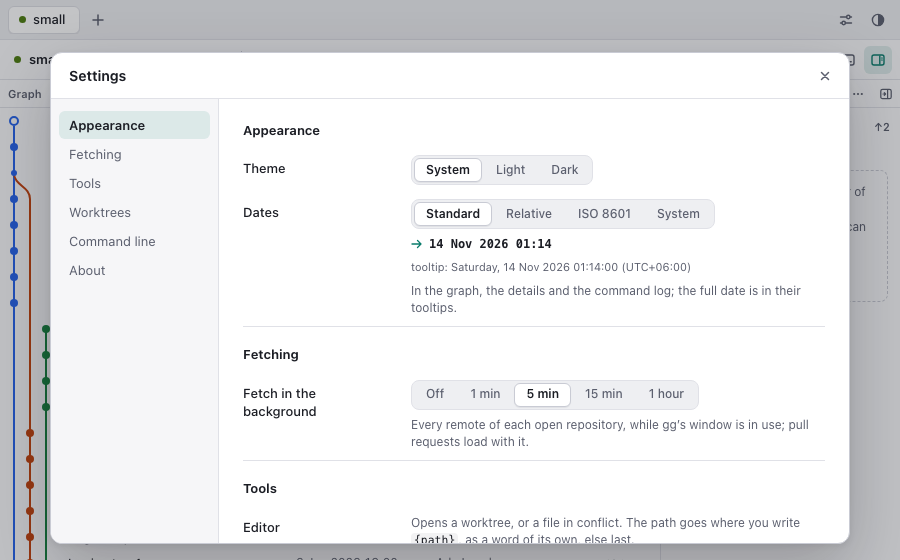 small
Graph
↑2
of
can
Settings
Appearance
Fetching
Tools
Worktrees
Command line
About
Appearance
Theme
System Light Dark
Dates
Standard Relative ISO 8601 System
→ 14 Nov 2026 01:14
tooltip: Saturday, 14 Nov 2026 01:14:00 (UTC+06:00)
In the graph, the details and the command log; the full date is in their
tooltips.
Fetching
Fetch in the
background
Off 1 min 5 min 15 min 1 hour
Every remote of each open repository, while gg's window is in use; pull
requests load with it.
Tools
Editor
Opens a worktree, or a file in conflict. The path goes where you write
{path} as a word of its own, else last.